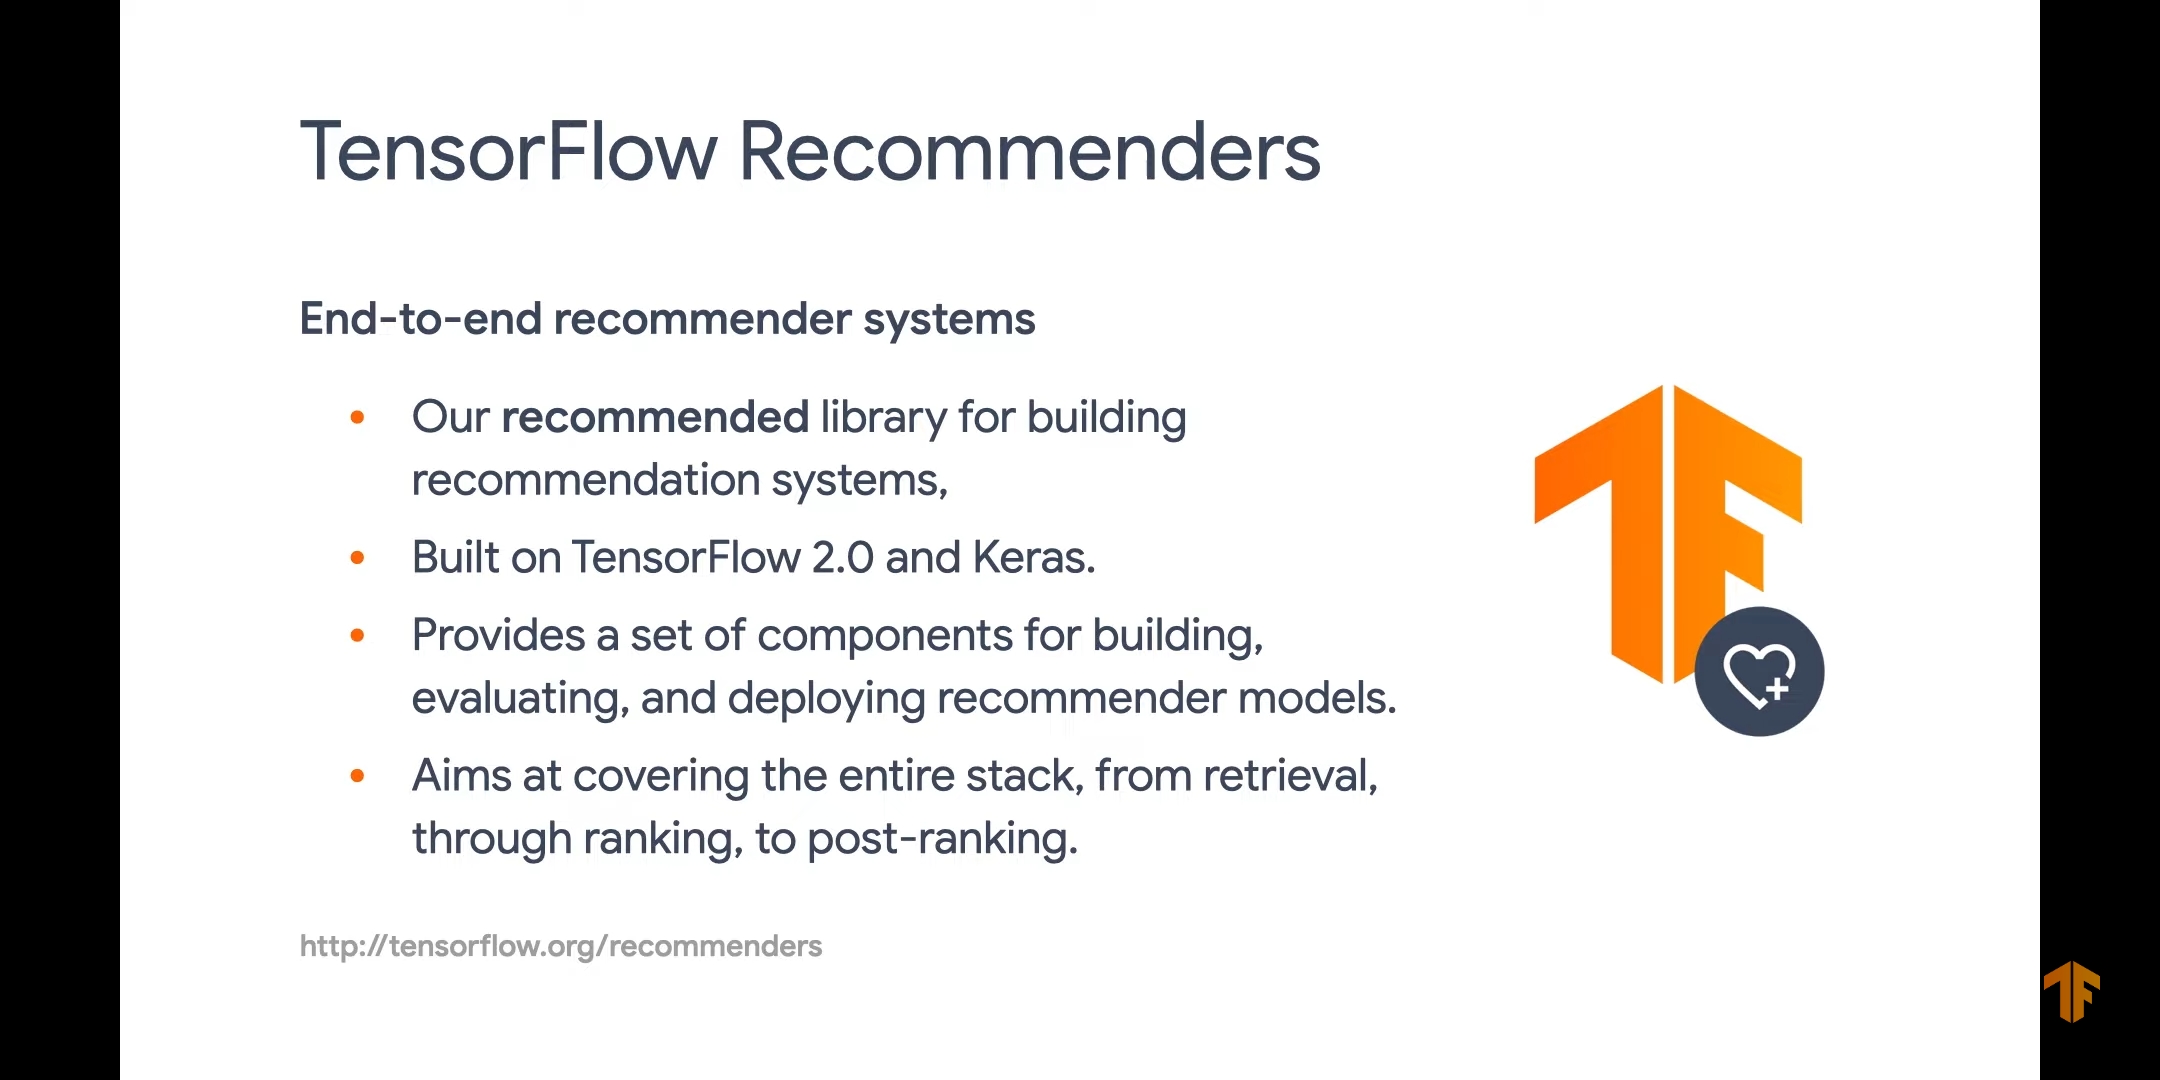 TensorFlow Recommenders
End-to-end recommender systems
• Our recommended library for building
recommendation systems,
• Built on TensorFlow 2.0 and Keras.
• Provides a set of components for building,
evaluating, and deploying recommender models.
• Aims at covering the entire stack, from retrieval,
through ranking, to post-ranking.
http://tensorflow.org/recommenders